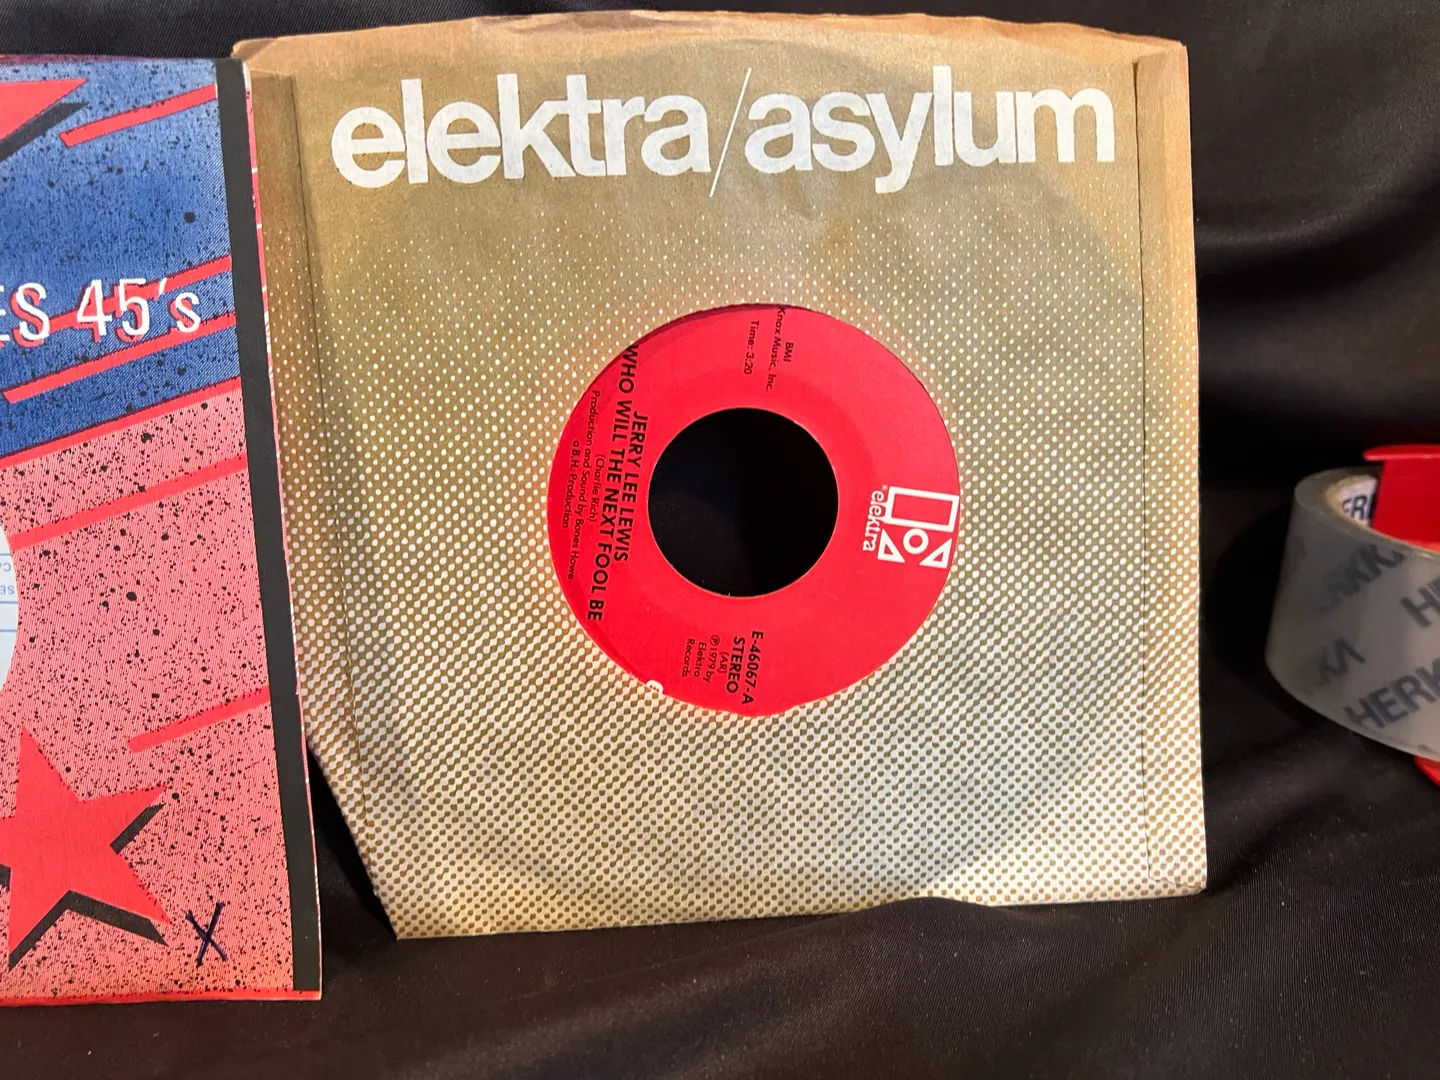 elektra/asylum
ES 45's
BMI
Knox Music, Inc.
Time: 3:20
elektra
JERRY LEE LEWIS
WHO WILL THE NEXT FOOL BE
(Charlie Rich)
Production and Sound by Bones Howe
a B.H. Production
E-46067-A
STEREO
(AR)
℗1979 by
Elektra
Records
X
HERKA
HERK